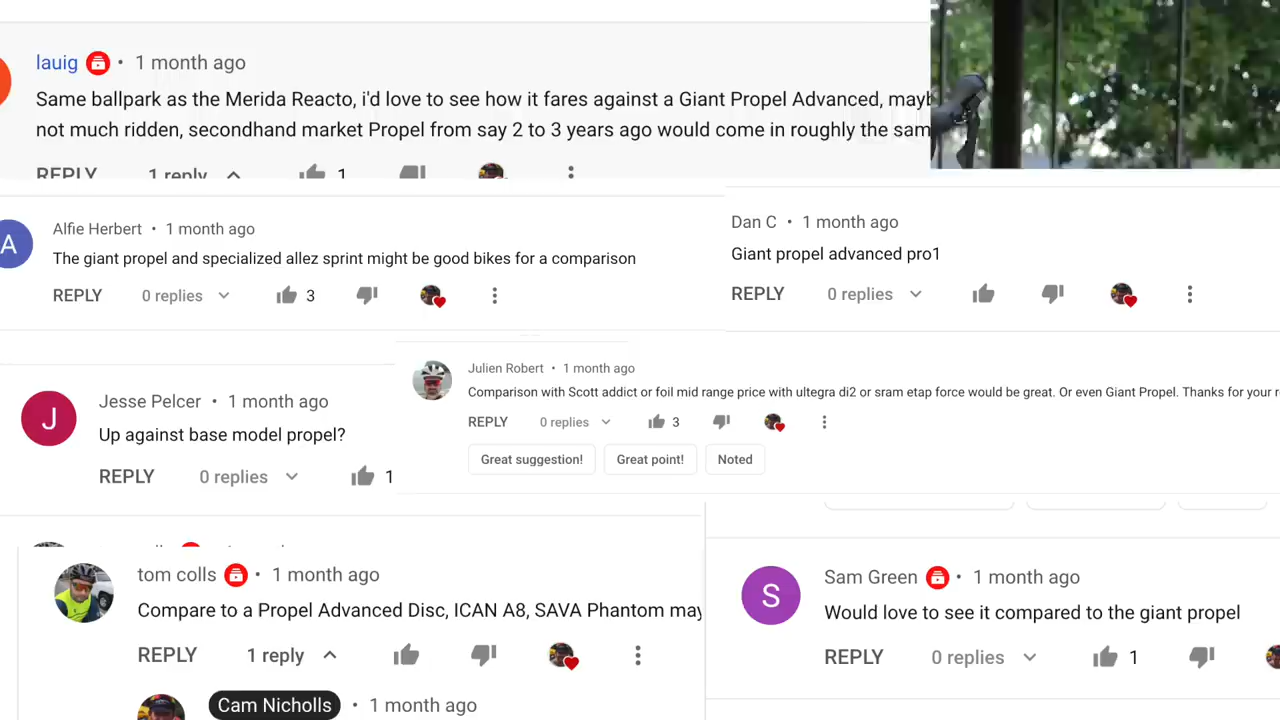 lauig • 1 month ago
Same ballpark as the Merida Reacto, i'd love to see how it fares against a Giant Propel Advanced,
not much ridden, secondhand market Propel from say 2 to 3 years ago would come in roughly the
REPLY 1 reply 1
Alfie Herbert • 1 month ago
A
The giant propel and specialized allez sprint might be good bikes for a comparison
REPLY 0 replies 3
Dan C • 1 month ago
Giant propel advanced pro1
REPLY 0 replies
Jesse Pelcer • 1 month ago
J
Up against base model propel?
REPLY 0 replies 1
Julien Robert • 1 month ago
Comparison with Scott addict or foil mid range price with ultegra di2 or sram etap force would be great. Or even Giant Propel. Thanks for your
REPLY 0 replies 3
Great suggestion! Great point! Noted
tom colls • 1 month ago
Compare to a Propel Advanced Disc, ICAN A8, SAVA Phantom may
REPLY 1 reply
Cam Nicholls • 1 month ago
Sam Green • 1 month ago
S
Would love to see it compared to the giant propel
REPLY 0 replies 1